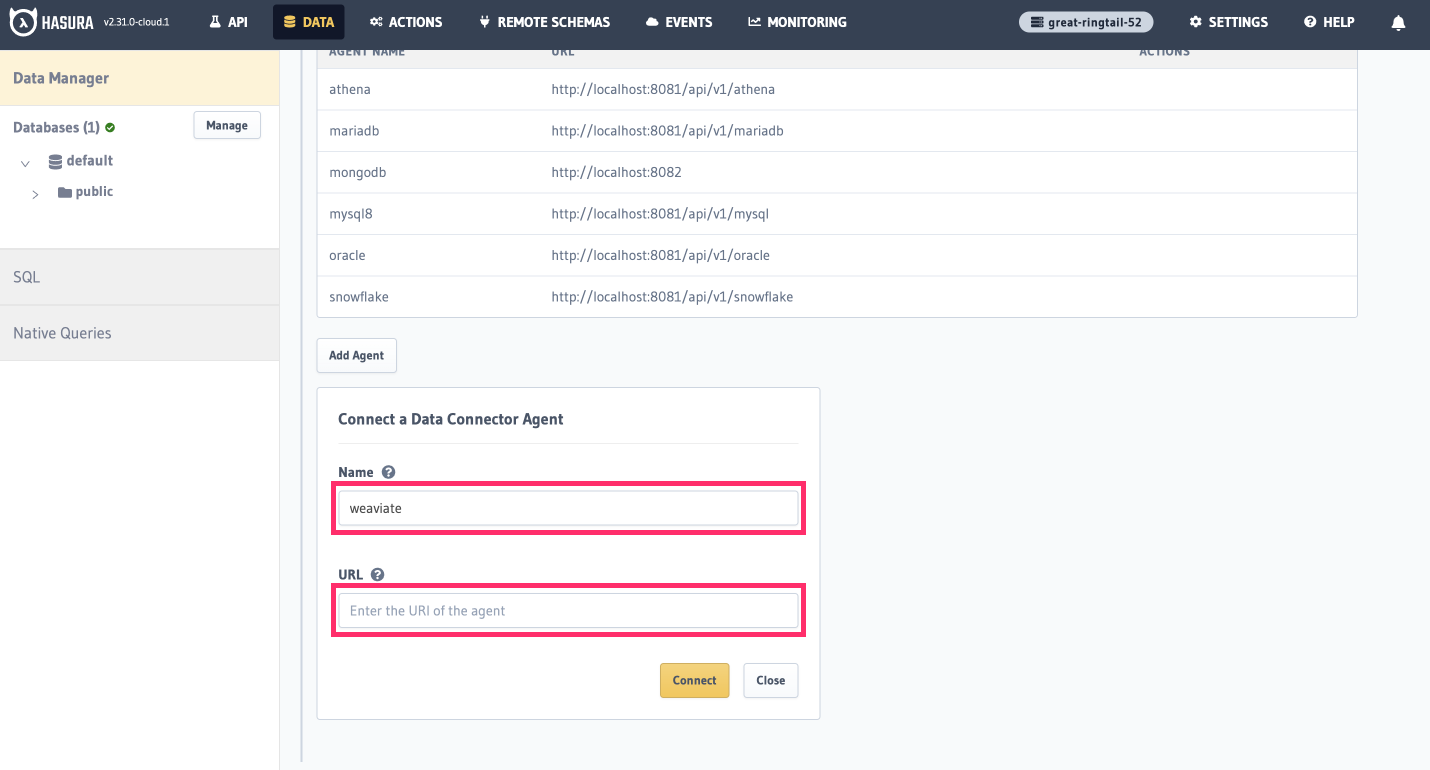 HASURA v2.31.0-cloud.1 API DATA ACTIONS REMOTE SCHEMAS EVENTS MONITORING great-ringtail-52 SETTINGS HELP
Data Manager
Databases (1) Manage
default
public
SQL
Native Queries
AGENT NAME URL ACTIONS
athena http://localhost:8081/api/v1/athena
mariadb http://localhost:8081/api/v1/mariadb
mongodb http://localhost:8082
mysql8 http://localhost:8081/api/v1/mysql
oracle http://localhost:8081/api/v1/oracle
snowflake http://localhost:8081/api/v1/snowflake
Add Agent
Connect a Data Connector Agent
Name
weaviate
URL
Enter the URI of the agent
Connect Close